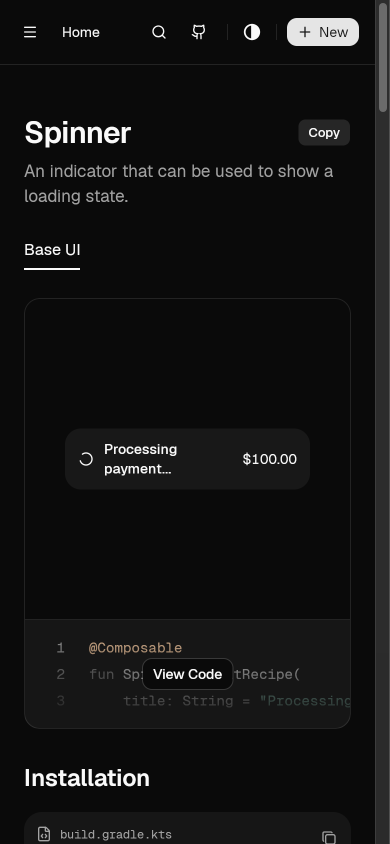 Home
New
Spinner
Copy
An indicator that can be used to show a
loading state.
Base UI
Processing
payment...
$100.00
1 @Composable
2 fun Sp
View Code
tRecipe(
3 title: String = "Processing
Installation
build.gradle.kts